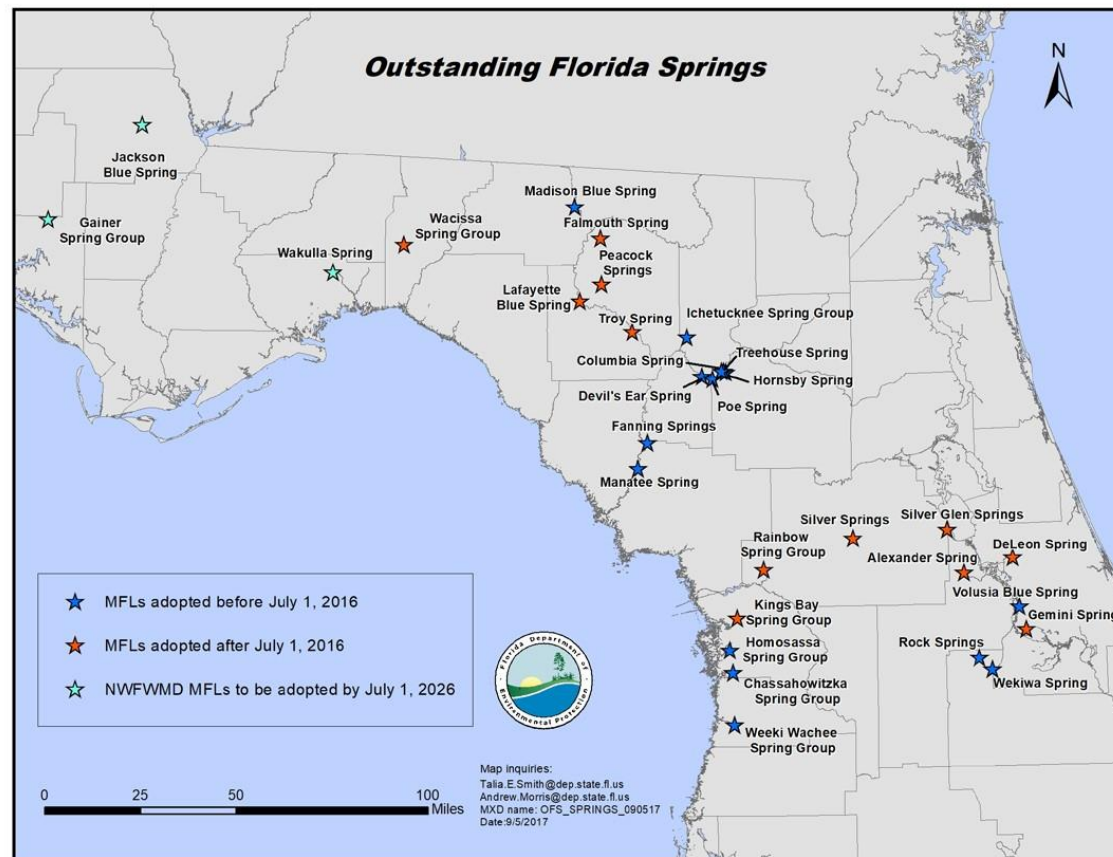 Outstanding Florida Springs
N
Jackson
Blue Spring
Gainer
Spring Group
Wakulla Spring
Wacissa
Spring Group
Madison Blue Spring
Falmouth Spring
Peacock
Springs
Lafayette
Blue Spring
Troy Spring
Ichetucknee Spring Group
Columbia Spring
Treehouse Spring
Hornsby Spring
Devil's Ear Spring
Poe Spring
Fanning Springs
Manatee Spring
Silver Springs
Silver Glen Springs
Rainbow
Spring Group
Alexander Spring
DeLeon Spring
Volusia Blue Spring
Gemini Spring
Kings Bay
Spring Group
Homosassa
Spring Group
Rock Springs
Wekiwa Spring
Chassahowitzka
Spring Group
Weeki Wachee
Spring Group
MFLs adopted before July 1, 2016
MFLs adopted after July 1, 2016
NWFWMD MFLs to be adopted by July 1, 2026
Florida Department of
Environmental Protection
0 25 50 100
Miles
Map inquiries:
Talia.E.Smith@dep.state.fl.us
Andrew.Morris@dep.state.fl.us
MXD name: OFS_SPRINGS_090517
Date:9/5/2017